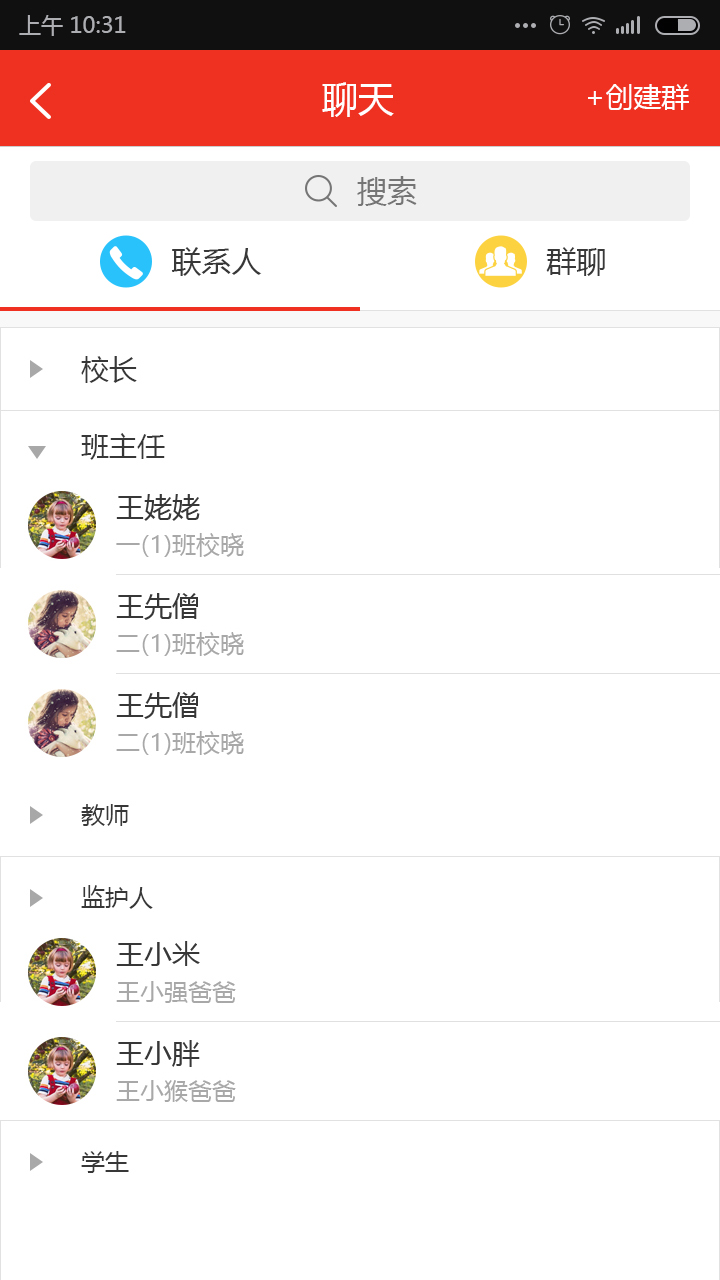 上午 10:31
聊天
+创建群
搜索
联系人
群聊
校长
班主任
王姥姥
一(1)班校晓
王先僧
二(1)班校晓
王先僧
二(1)班校晓
教师
监护人
王小米
王小强爸爸
王小胖
王小猴爸爸
学生